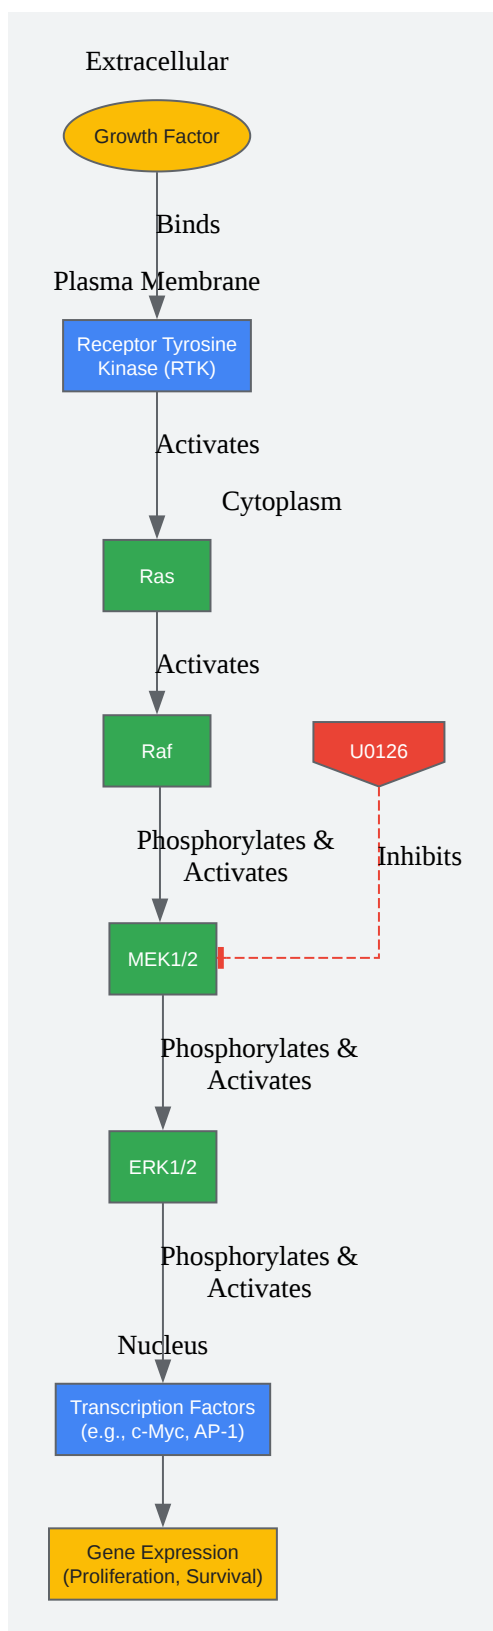 Extracellular
Growth Factor
Binds
Plasma Membrane
Receptor Tyrosine
Kinase (RTK)
Activates
Cytoplasm
Ras
Activates
Raf
U0126
Phosphorylates &
Activates
Inhibits
MEK1/2
Phosphorylates &
Activates
ERK1/2
Phosphorylates &
Activates
Nucleus
Transcription Factors
(e.g., c-Myc, AP-1)
Gene Expression
(Proliferation, Survival)